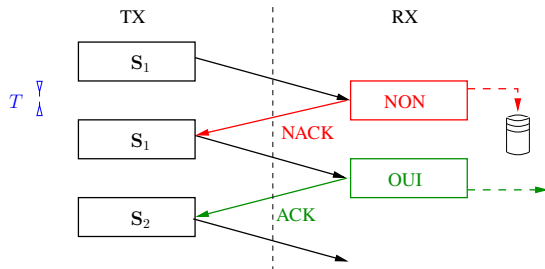 TX RX
S₁
NON
T
S₁
NACK
OUI
S₂
ACK